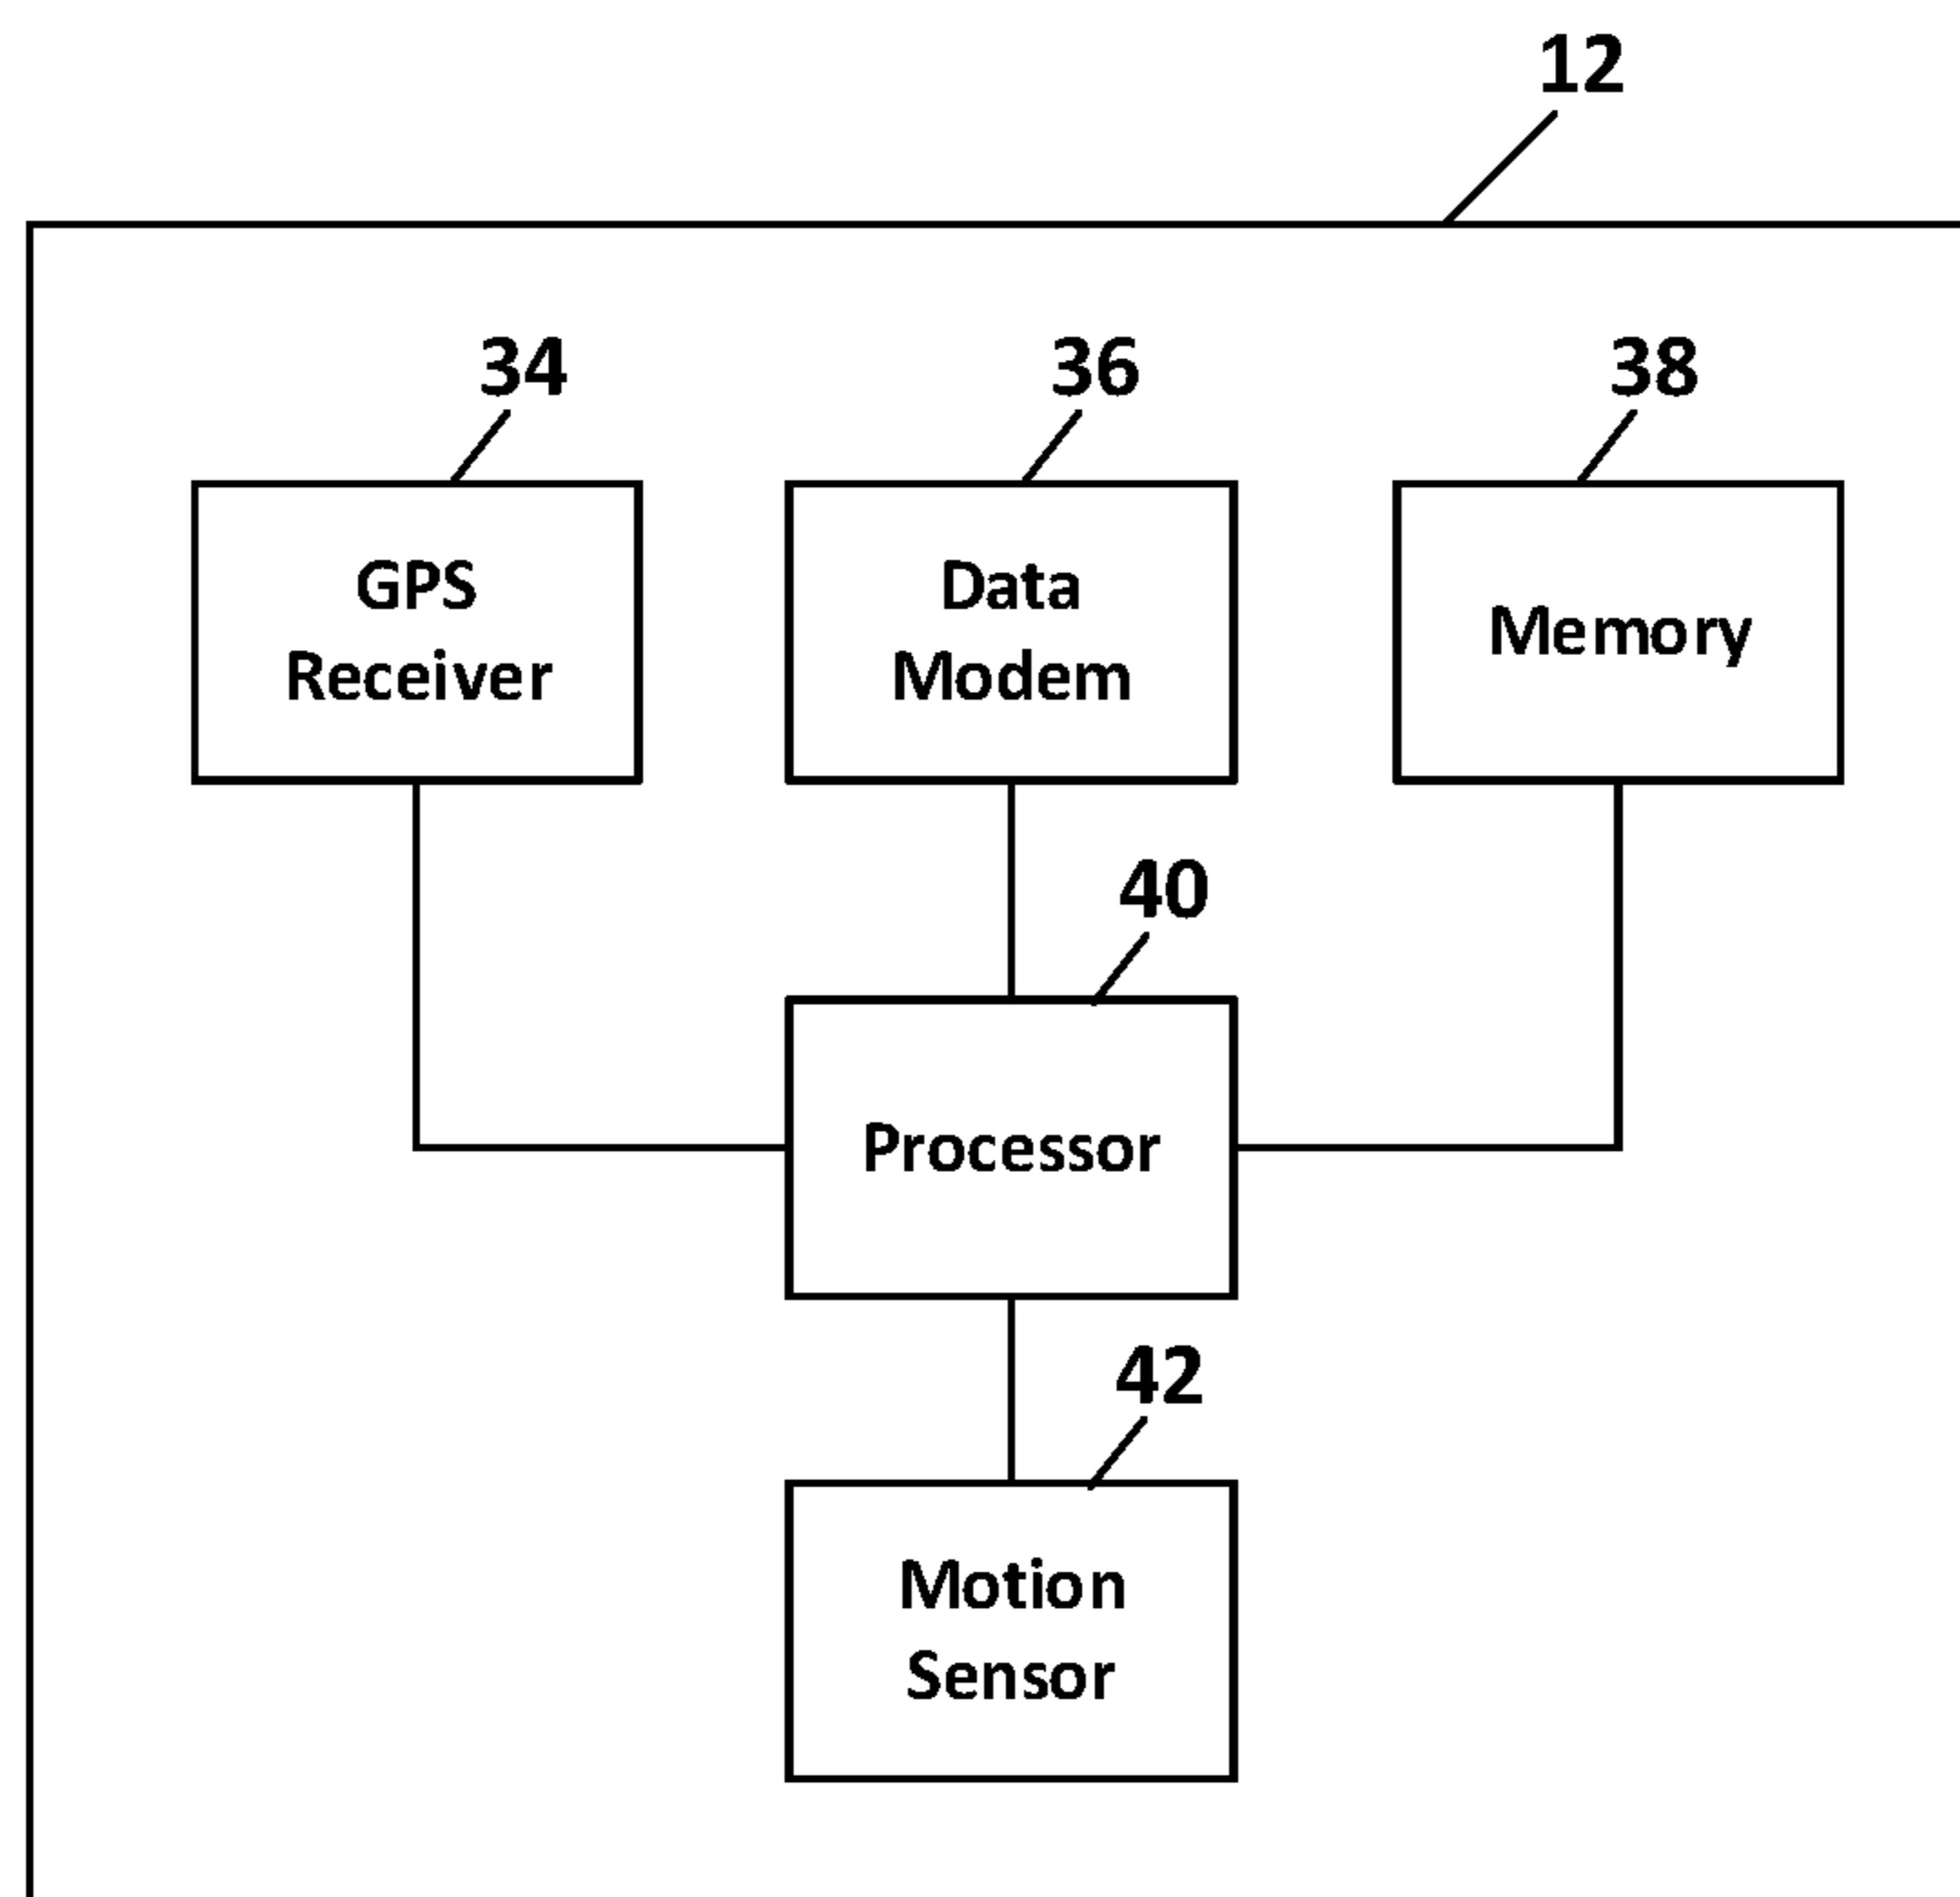 12
34
36
38
GPS
Receiver
Data
Modem
Memory
40
Processor
42
Motion
Sensor